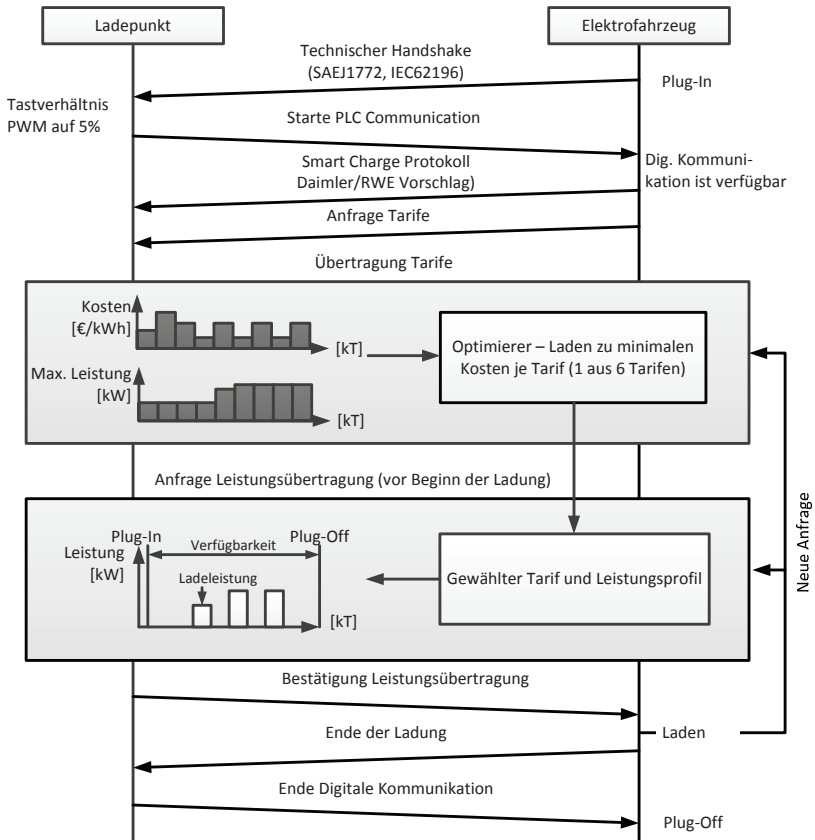 Ladepunkt
Elektrofahrzeug
Technischer Handshake
(SAEJ1772, IEC62196)
Plug-In
Tastverhältnis
PWM auf 5%
Starte PLC Communication
Smart Charge Protokoll
Daimler/RWE Vorschlag)
Dig. Kommuni-
kation ist verfügbar
Anfrage Tarife
Übertragung Tarife
Kosten
[€/kWh]
[kT]
Max. Leistung
[kW]
[kT]
Optimierer – Laden zu minimalen
Kosten je Tarif (1 aus 6 Tarifen)
Anfrage Leistungsübertragung (vor Beginn der Ladung)
Neue Anfrage
Plug-In
Plug-Off
Verfügbarkeit
Leistung
[kW]
Ladeleistung
[kT]
Gewählter Tarif und Leistungsprofil
Bestätigung Leistungsübertragung
Ende der Ladung
Laden
Ende Digitale Kommunikation
Plug-Off